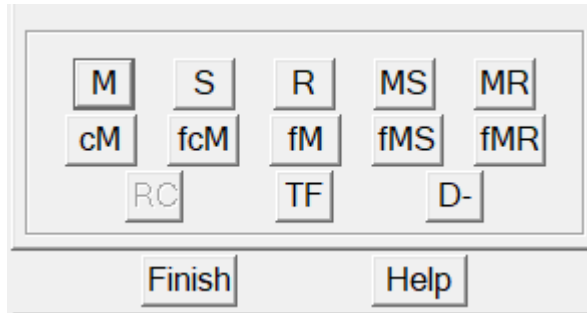 M S R MS MR
cM fcM fM fMS fMR
RC TF D-
Finish Help